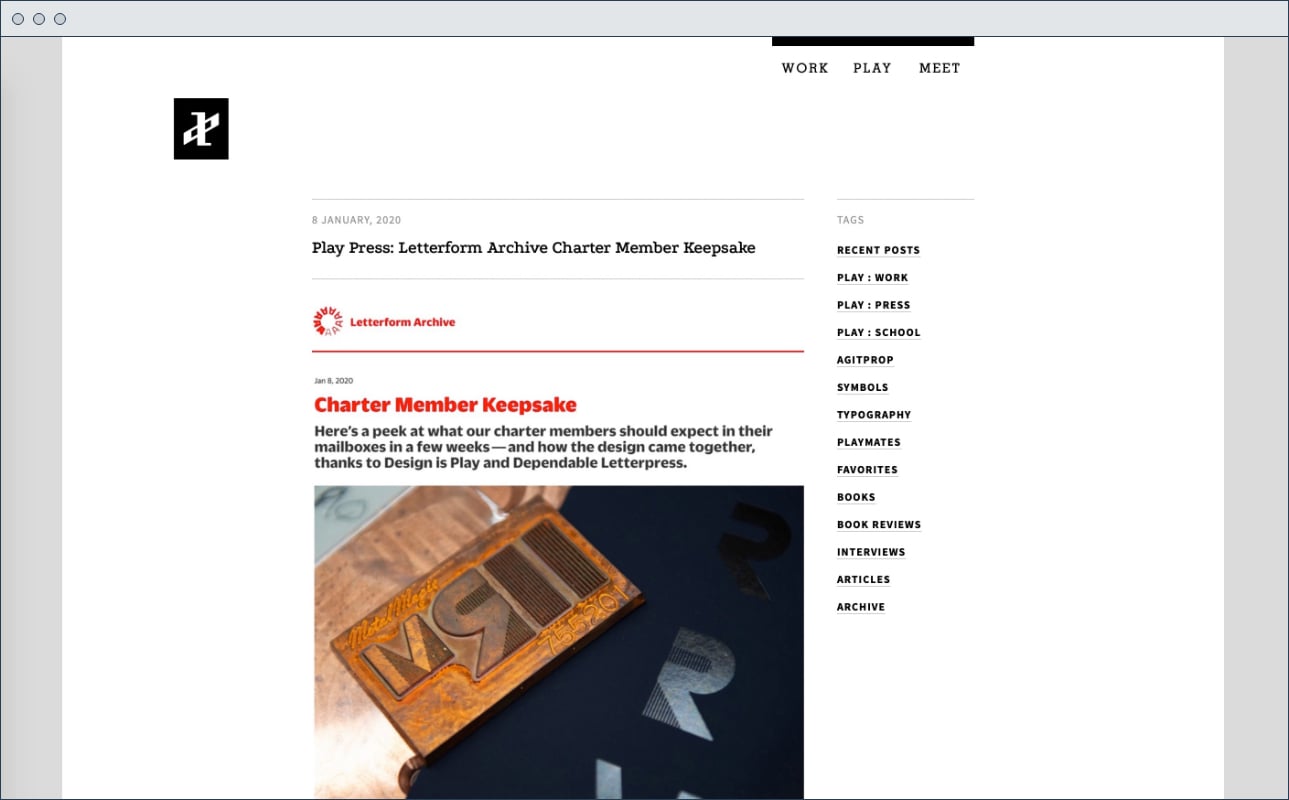 WORK PLAY MEET
8 JANUARY, 2020
Play Press: Letterform Archive Charter Member Keepsake
Letterform Archive
Jan 8, 2020
Charter Member Keepsake
Here's a peek at what our charter members should expect in their
mailboxes in a few weeks — and how the design came together,
thanks to Design is Play and Dependable Letterpress.
Motel Magic
755201
R
R
TAGS
RECENT POSTS
PLAY : WORK
PLAY : PRESS
PLAY : SCHOOL
AGITPROP
SYMBOLS
TYPOGRAPHY
PLAYMATES
FAVORITES
BOOKS
BOOK REVIEWS
INTERVIEWS
ARTICLES
ARCHIVE